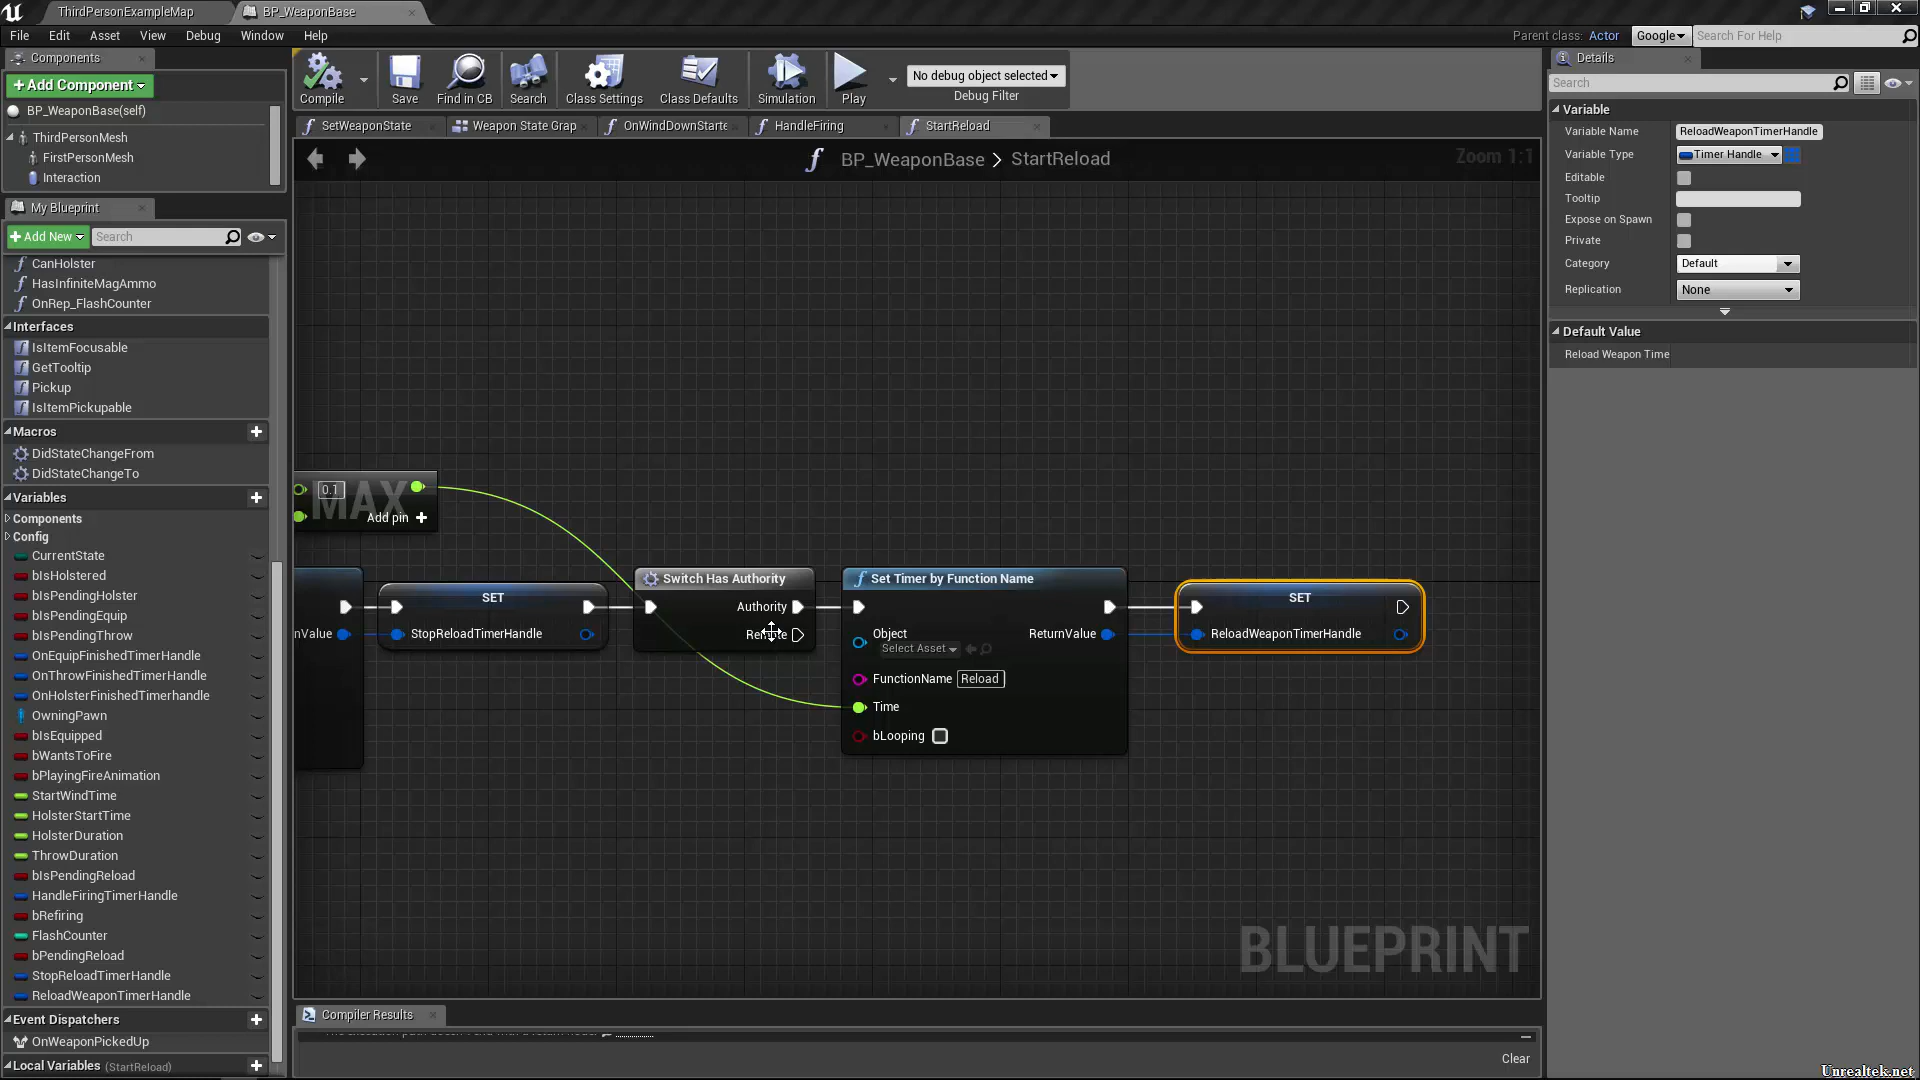 ThirdPersonExampleMap
BP_WeaponBase
File Edit Asset View Debug Window Help
Parent class: Actor
Google
Search For Help
Components
Add Component
BP_WeaponBase(self)
ThirdPersonMesh
FirstPersonMesh
Interaction
My Blueprint
Add New
Search
CanHolster
HasInfiniteMagAmmo
OnRep_FlashCounter
Interfaces
IsItemFocusable
GetTooltip
Pickup
IsItemPickupable
Macros
DidStateChangeFrom
DidStateChangeTo
Variables
Components
Config
CurrentState
bIsHolstered
bIsPendingHolster
bIsPendingEquip
bIsPendingThrow
OnEquipFinishedTimerHandle
OnThrowFinishedTimerHandle
OnHolsterFinishedTimerhandle
OwningPawn
bIsEquipped
bWantsToFire
bPlayingFireAnimation
StartWindTime
HolsterStartTime
HolsterDuration
ThrowDuration
bIsPendingReload
HandleFiringTimerHandle
bRefiring
FlashCounter
bPendingReload
StopReloadTimerHandle
ReloadWeaponTimerHandle
Event Dispatchers
OnWeaponPickedUp
Local Variables (StartReload)
Compile
Save
Find in CB
Search
Class Settings
Class Defaults
Simulation
Play
No debug object selected
Debug Filter
SetWeaponState
Weapon State Grap
OnWindDownStarte
HandleFiring
StartReload
BP_WeaponBase > StartReload
Zoom 1:1
0.1
MAX
Add pin
nValue
SET
StopReloadTimerHandle
Switch Has Authority
Authority
Remote
Set Timer by Function Name
Object
Select Asset
ReturnValue
FunctionName Reload
Time
bLooping
SET
ReloadWeaponTimerHandle
BLUEPRINT
Compiler Results
Clear
Details
Search
Variable
Variable Name ReloadWeaponTimerHandle
Variable Type Timer Handle
Editable
Tooltip
Expose on Spawn
Private
Category Default
Replication None
Default Value
Reload Weapon Time
Unrealtek.net